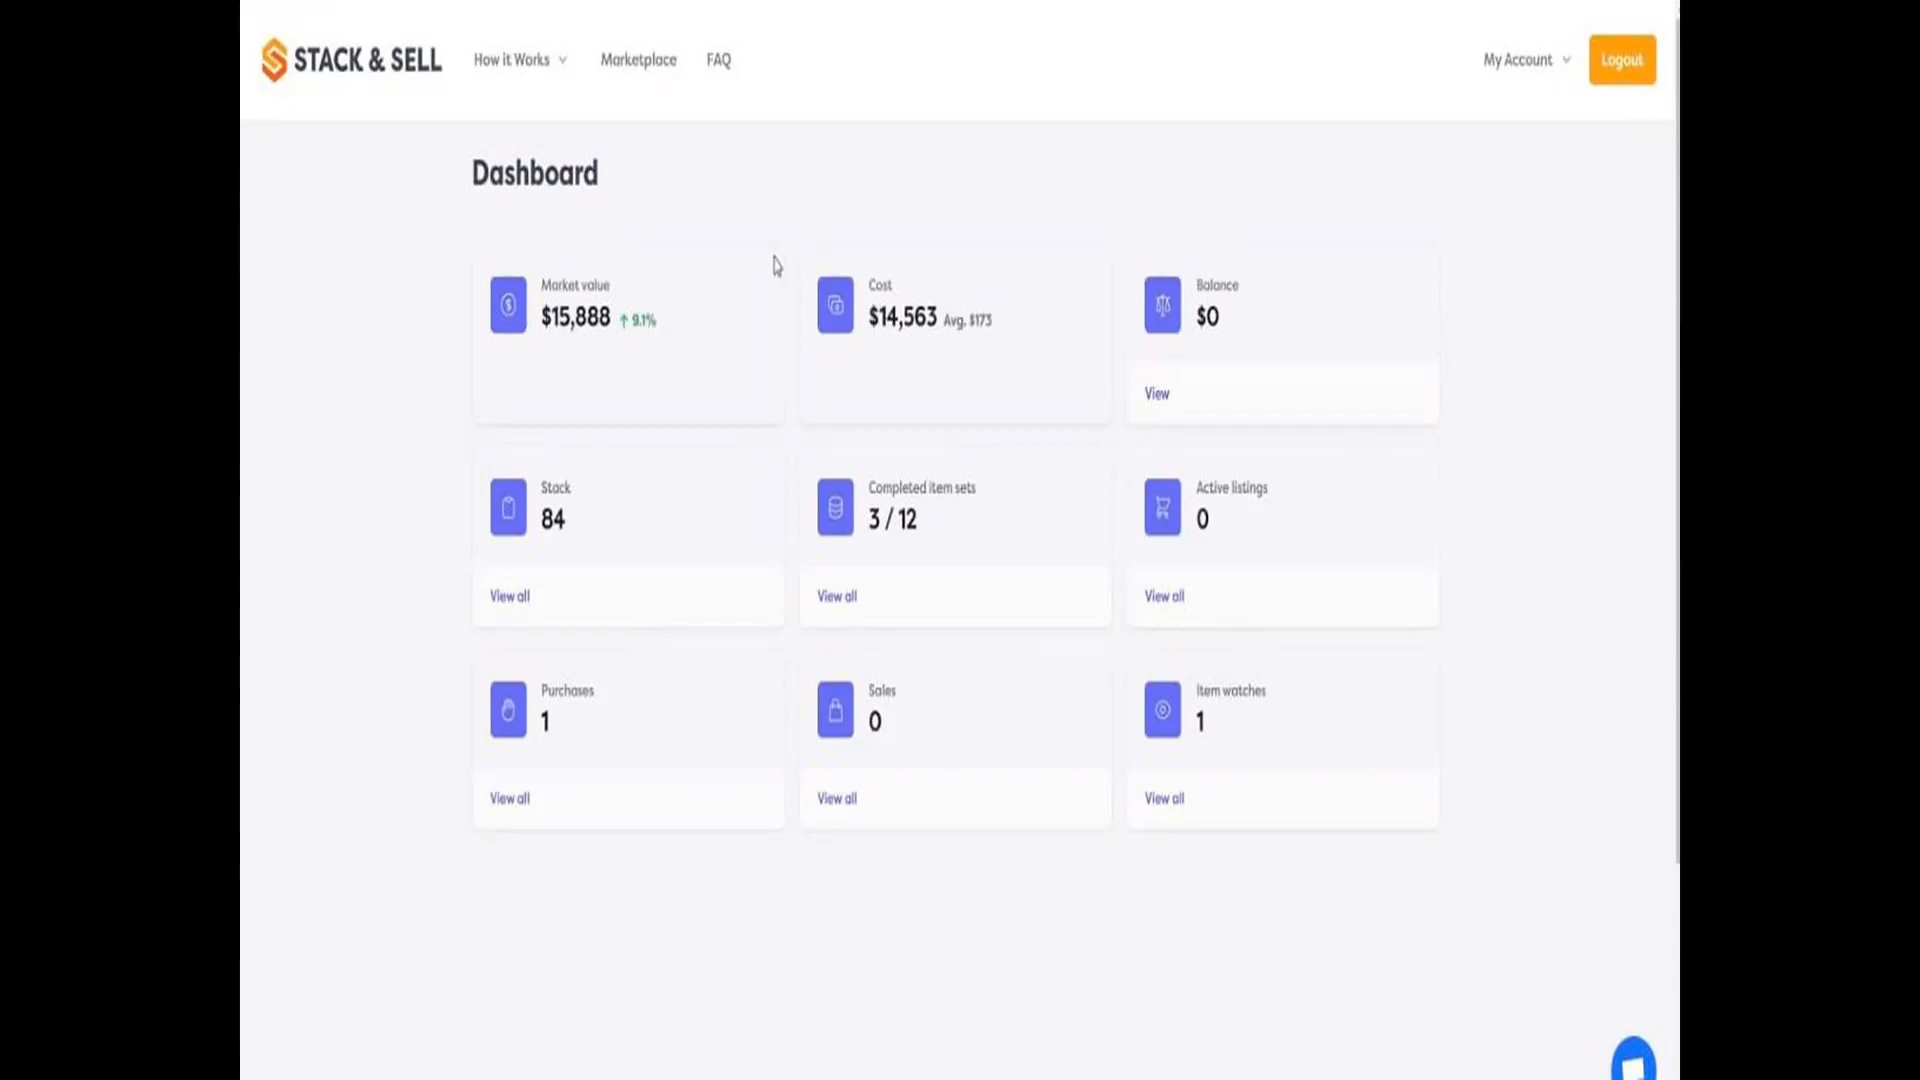 STACK & SELL How it Works Marketplace FAQ My Account Logout
Dashboard
Market value
$15,888 ↑ 9.1%
Cost
$14,563 Avg. $173
Balance
$0
View
Stack
84
View all
Completed item sets
3 / 12
View all
Active listings
0
View all
Purchases
1
View all
Sales
0
View all
Item watches
1
View all